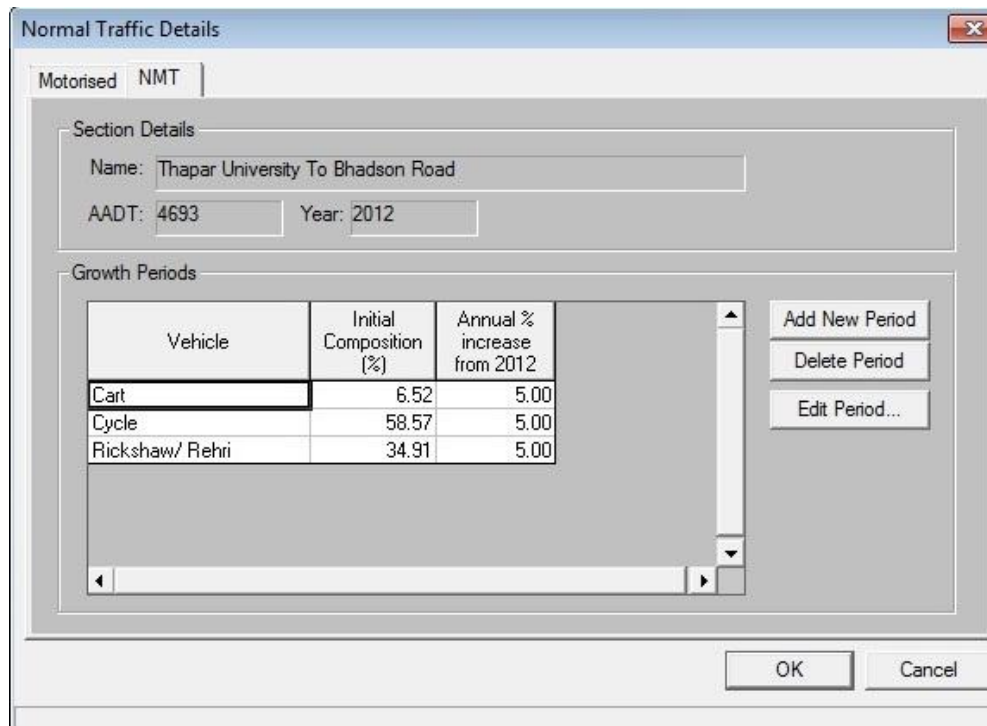 Normal Traffic Details
Motorised NMT
Section Details
Name: Thapar University To Bhadson Road
AADT: 4693 Year: 2012
Growth Periods
Vehicle Initial Composition (%) Annual % increase from 2012
Cart 6.52 5.00
Cycle 58.57 5.00
Rickshaw/ Rehri 34.91 5.00
Add New Period
Delete Period
Edit Period...
OK Cancel